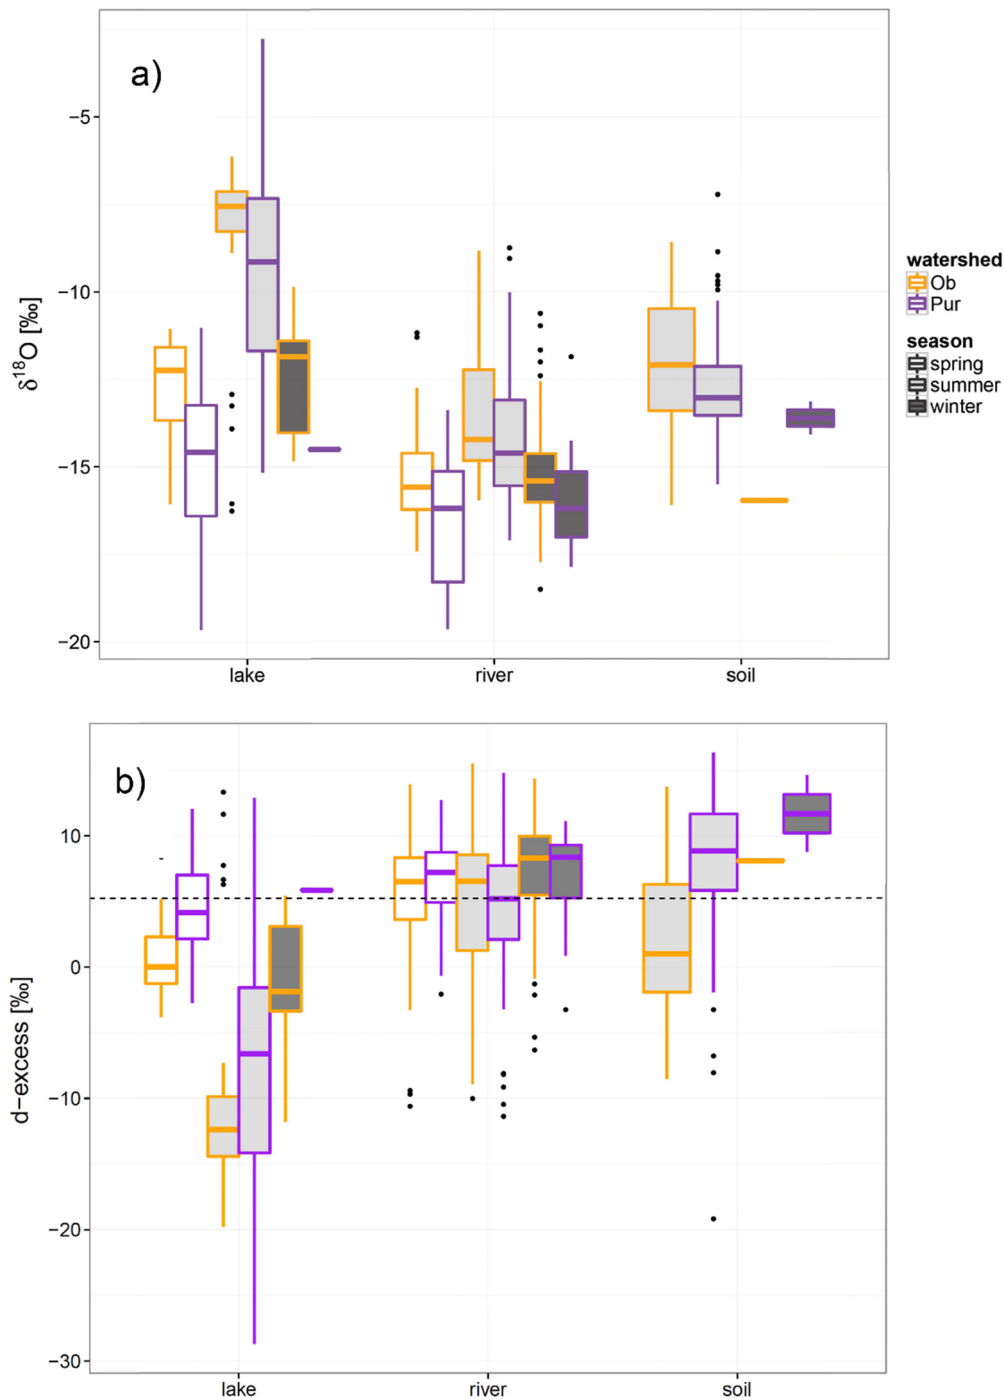 a)
−5
−10
−15
−20
δ18O [‰]
lake
river
soil
watershed
Ob
Pur
season
spring
summer
winter
b)
10
0
−10
−20
−30
d−excess [‰]
lake
river
soil